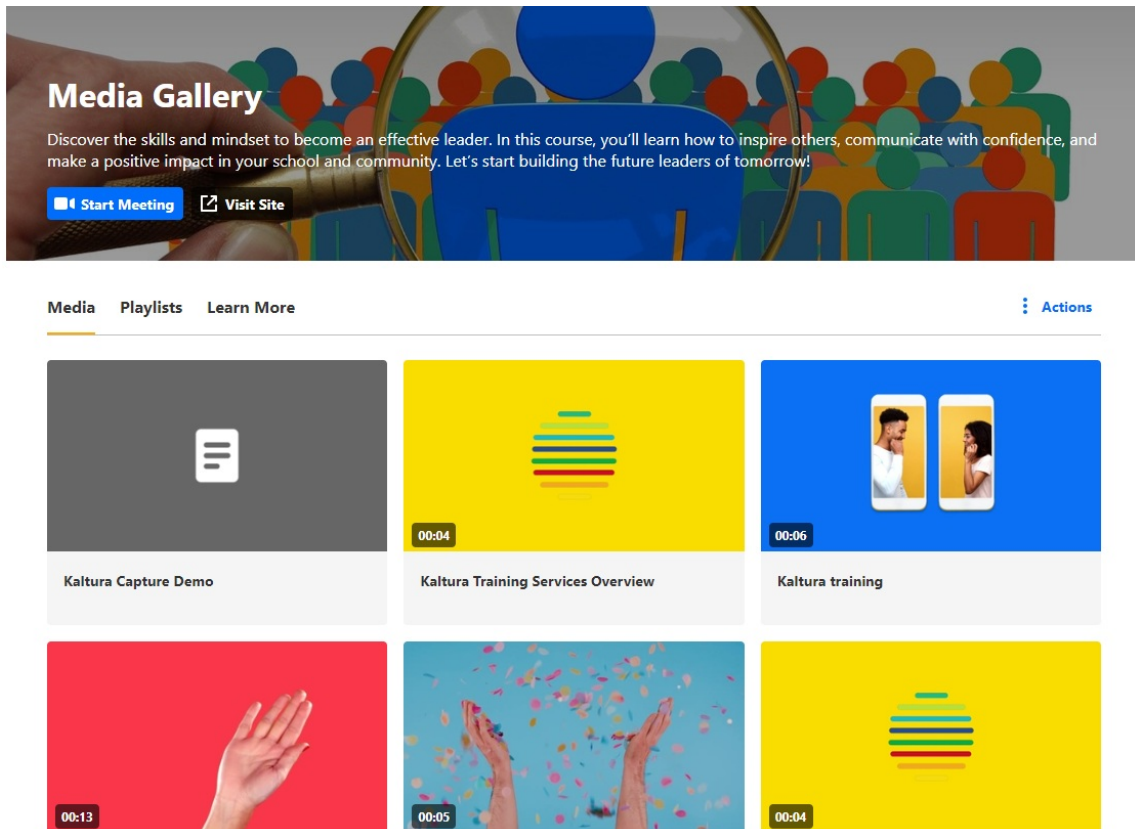 Media Gallery
Discover the skills and mindset to become an effective leader. In this course, you'll learn how to inspire others, communicate with confidence, and
make a positive impact in your school and community. Let's start building the future leaders of tomorrow!
Start Meeting
Visit Site
Media
Playlists
Learn More
Actions
00:04
00:06
Kaltura Capture Demo
Kaltura Training Services Overview
Kaltura training
00:13
00:05
00:04